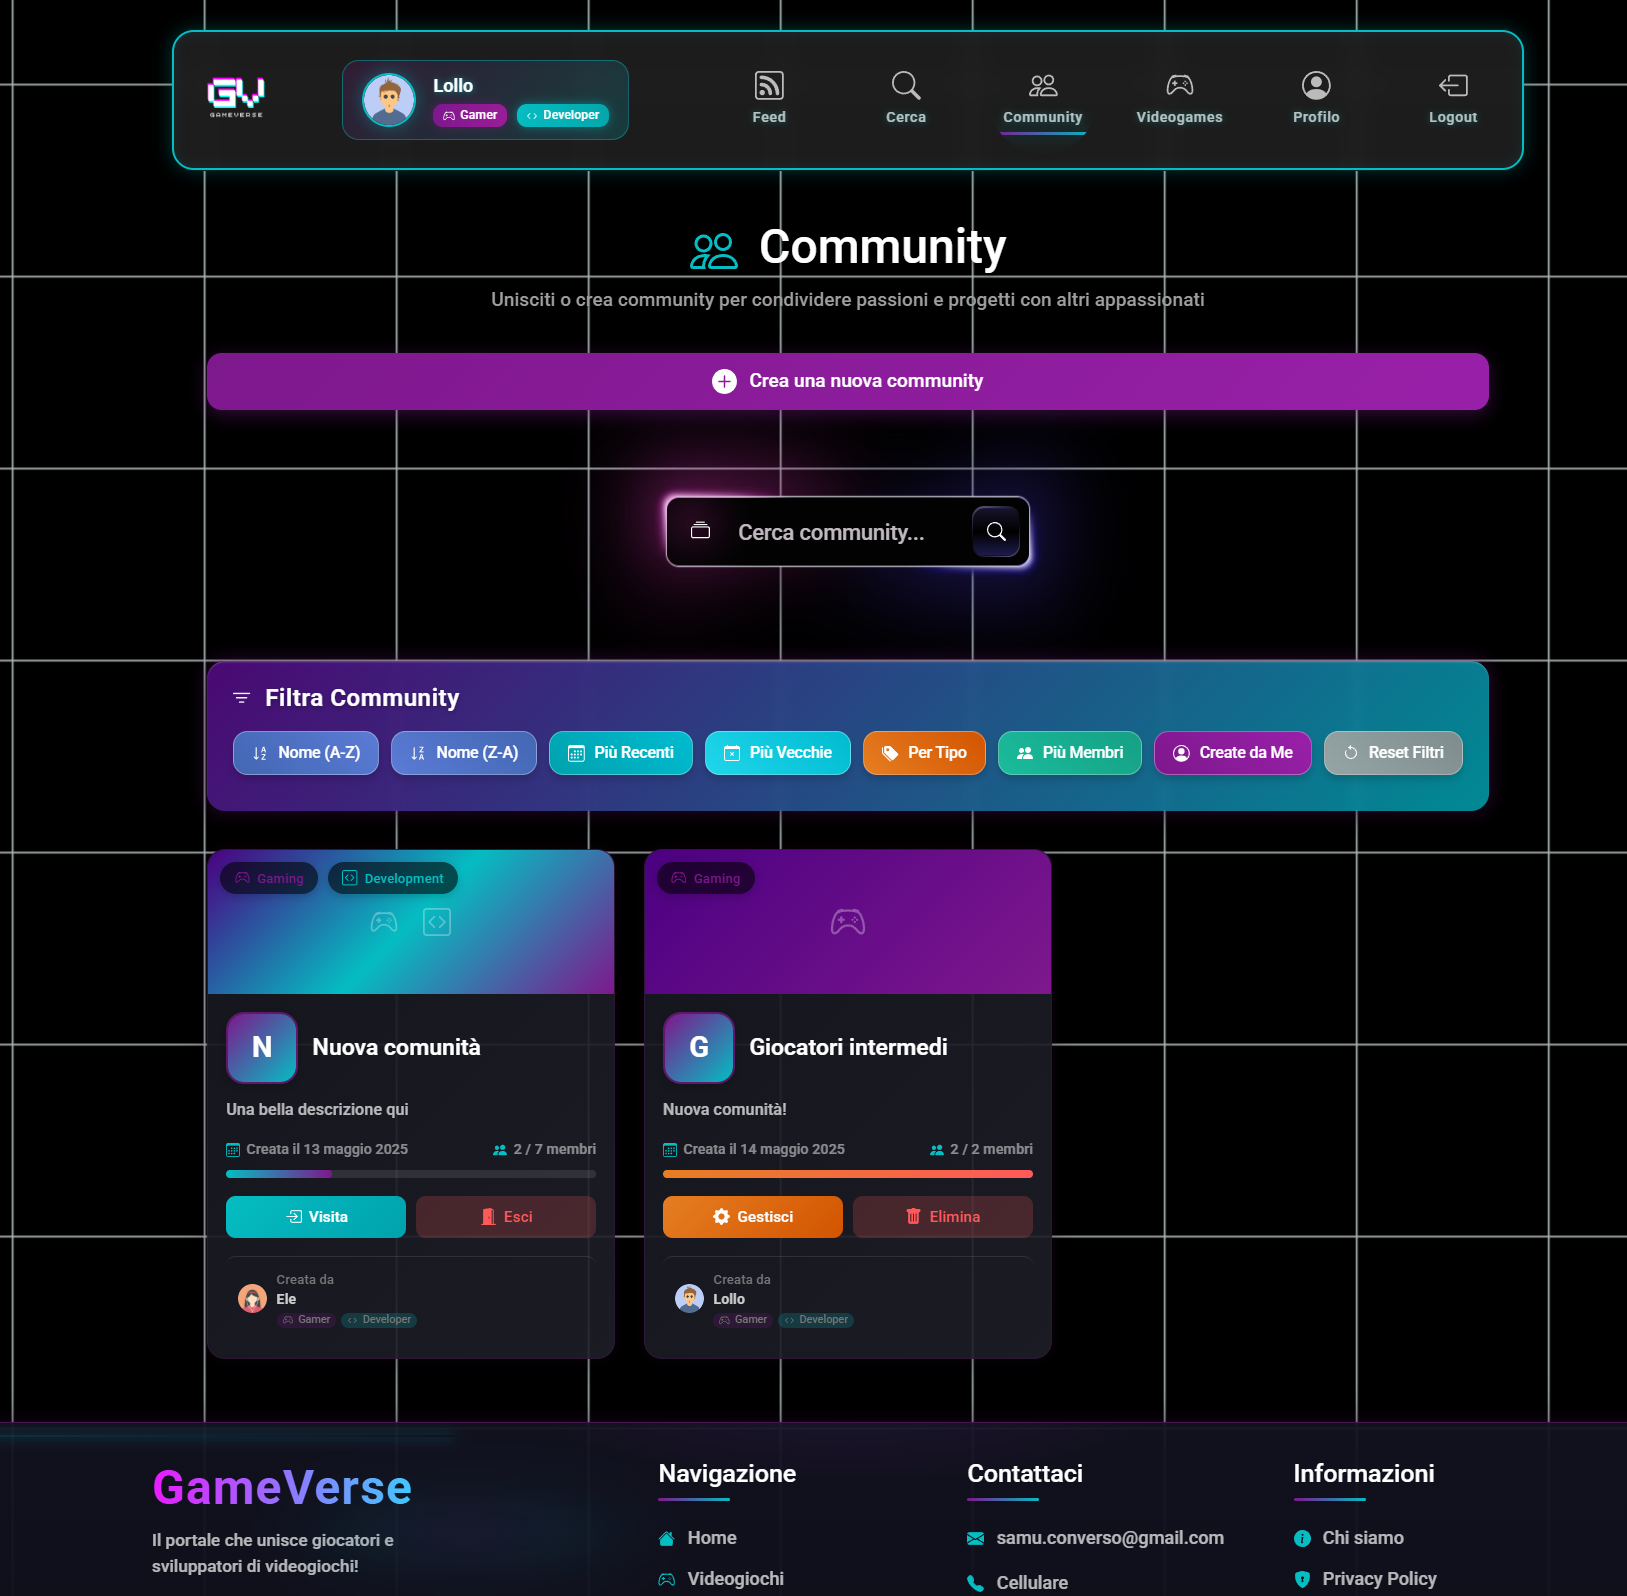 GV
GAMEVERSE
Lollo
Gamer
Developer
Feed
Cerca
Community
Videogames
Profilo
Logout
Community
Unisciti o crea community per condividere passioni e progetti con altri appassionati
Crea una nuova community
Cerca community...
Filtra Community
Nome (A-Z)
Nome (Z-A)
Più Recenti
Più Vecchie
Per Tipo
Più Membri
Create da Me
Reset Filtri
Gaming
Development
N
Nuova comunità
Una bella descrizione qui
Creata il 13 maggio 2025
2 / 7 membri
Visita
Esci
Creata da
Ele
Gamer
Developer
Gaming
G
Giocatori intermedi
Nuova comunità!
Creata il 14 maggio 2025
2 / 2 membri
Gestisci
Elimina
Creata da
Lollo
Gamer
Developer
GameVerse
Il portale che unisce giocatori e
sviluppatori di videogiochi!
Navigazione
Home
Videogiochi
Contattaci
samu.converso@gmail.com
Cellulare
Informazioni
Chi siamo
Privacy Policy